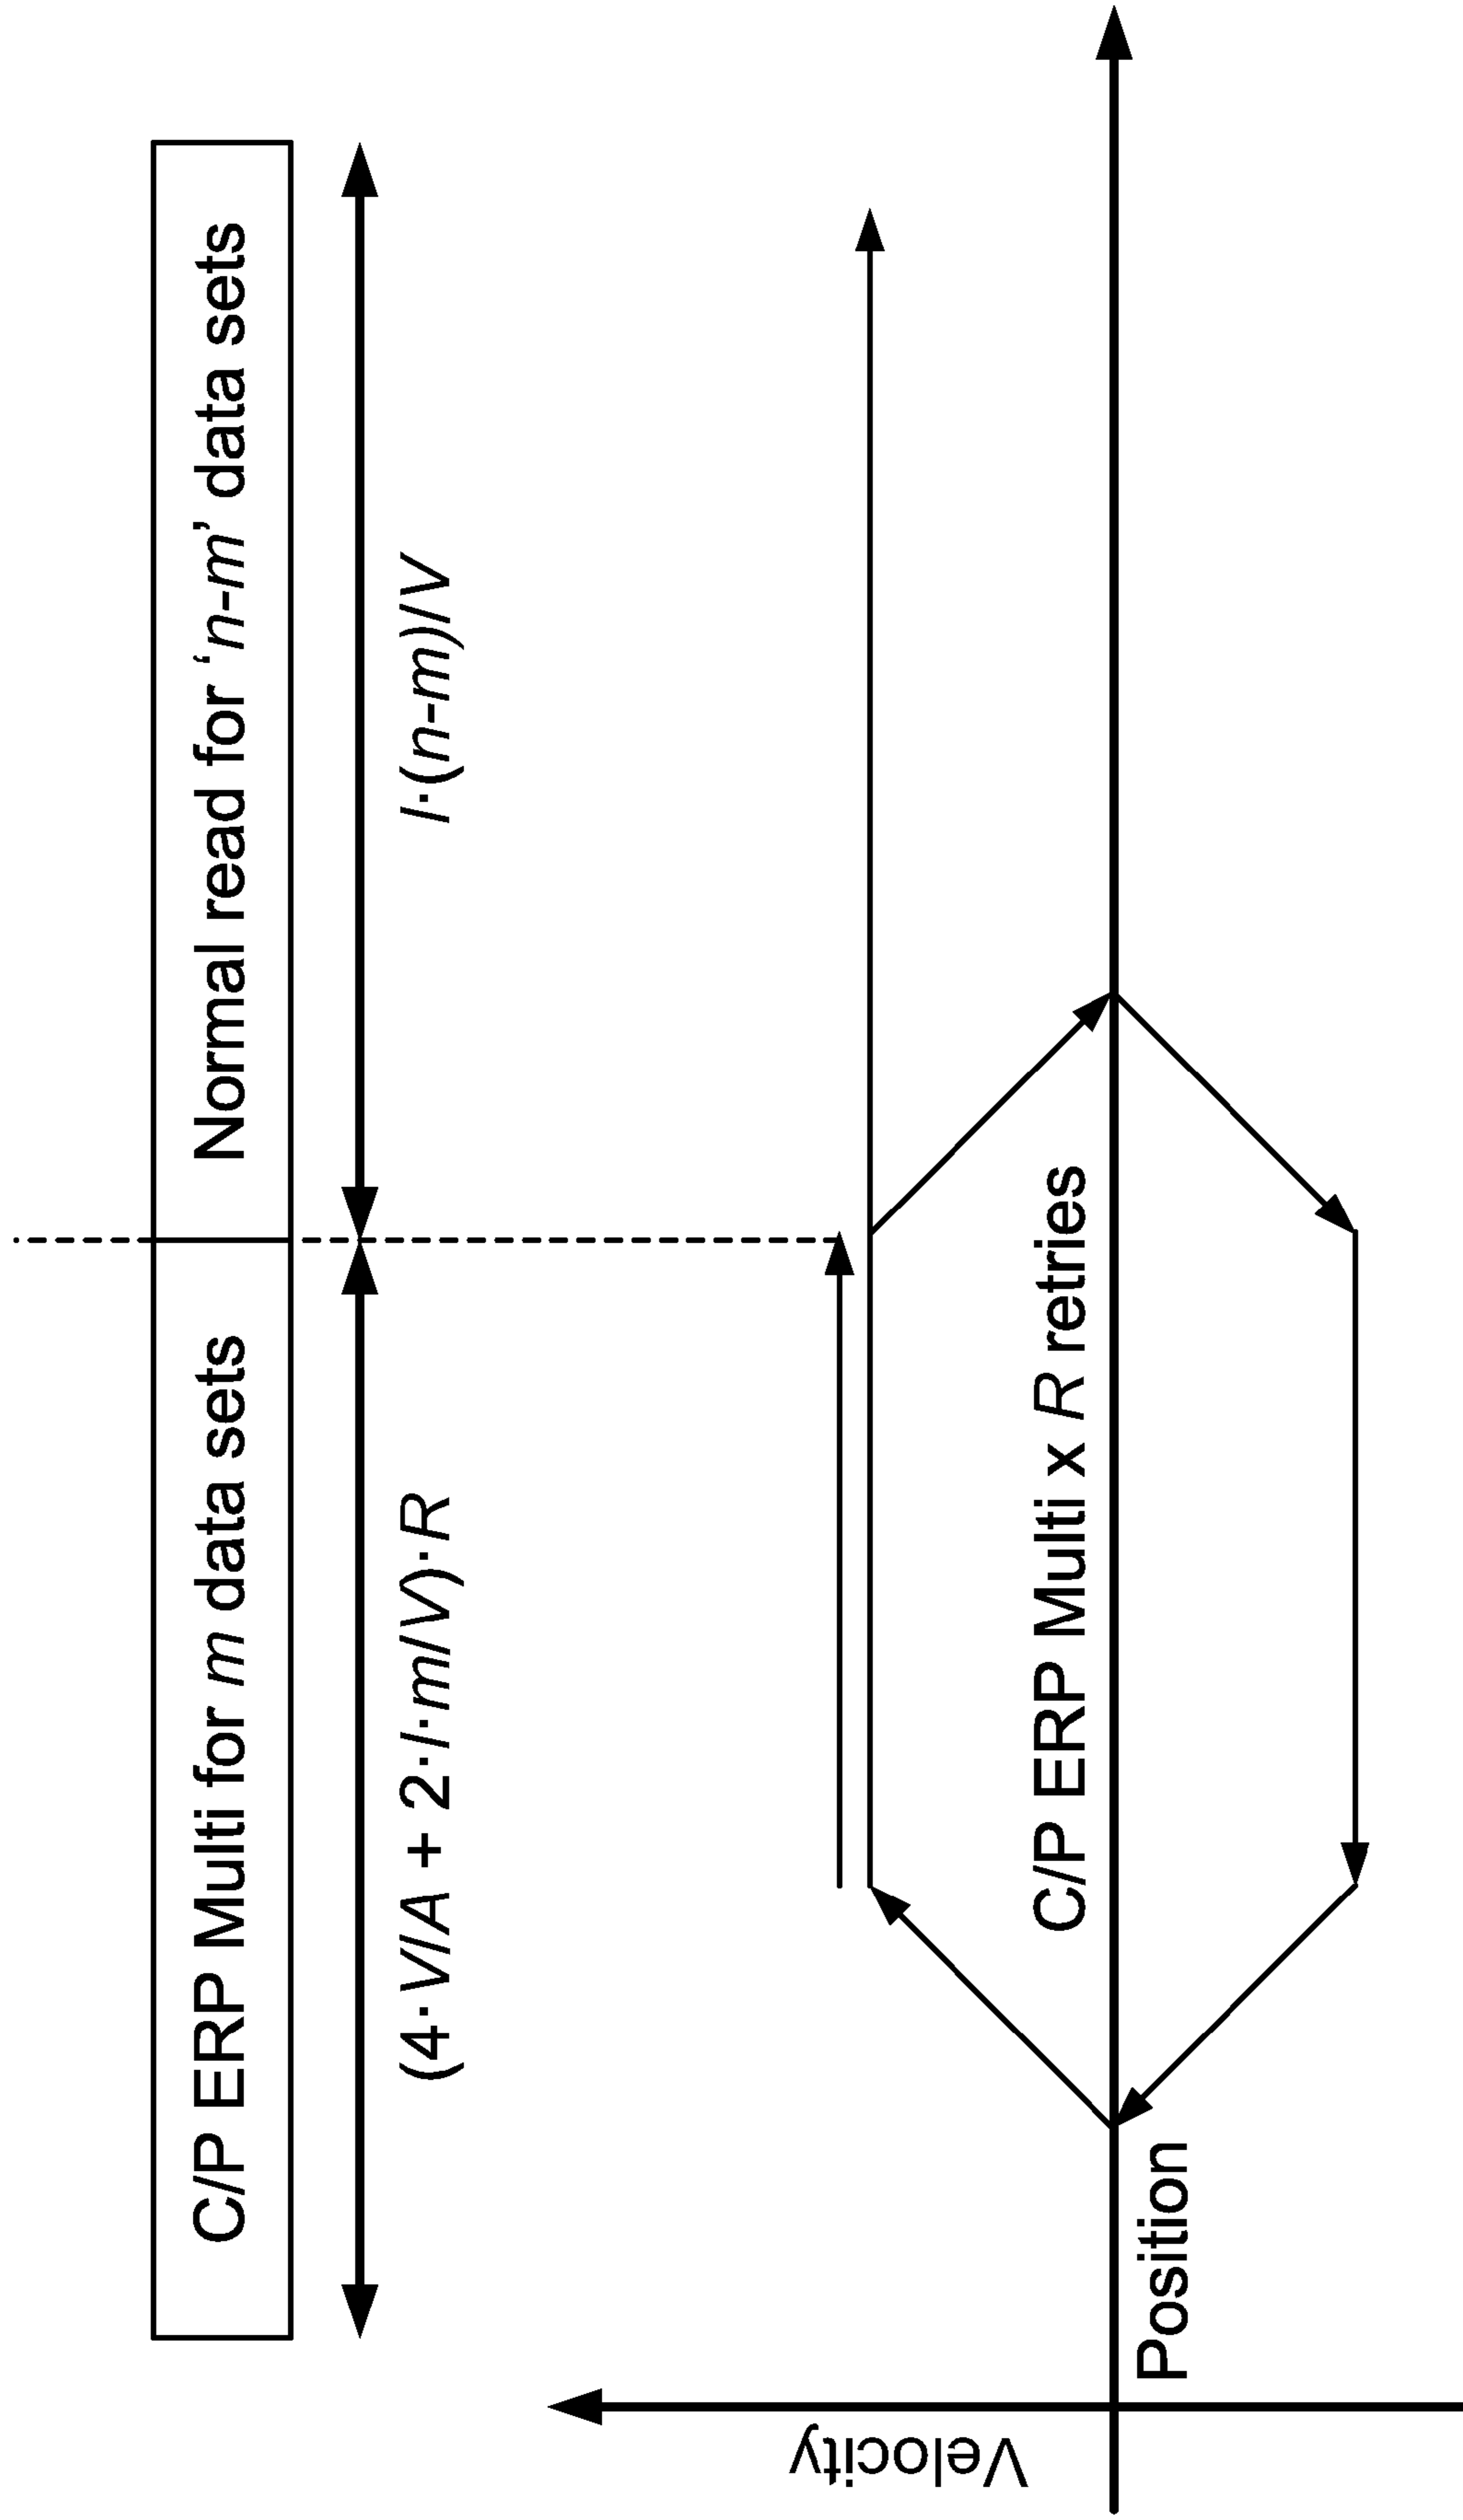 C/P ERP Multi for m data sets
Normal read for ‘n-m’ data sets
(4·V/A + 2·l·m/V)·R
l·(n-m)/V
Velocity
C/P ERP Multi x R retries
Position